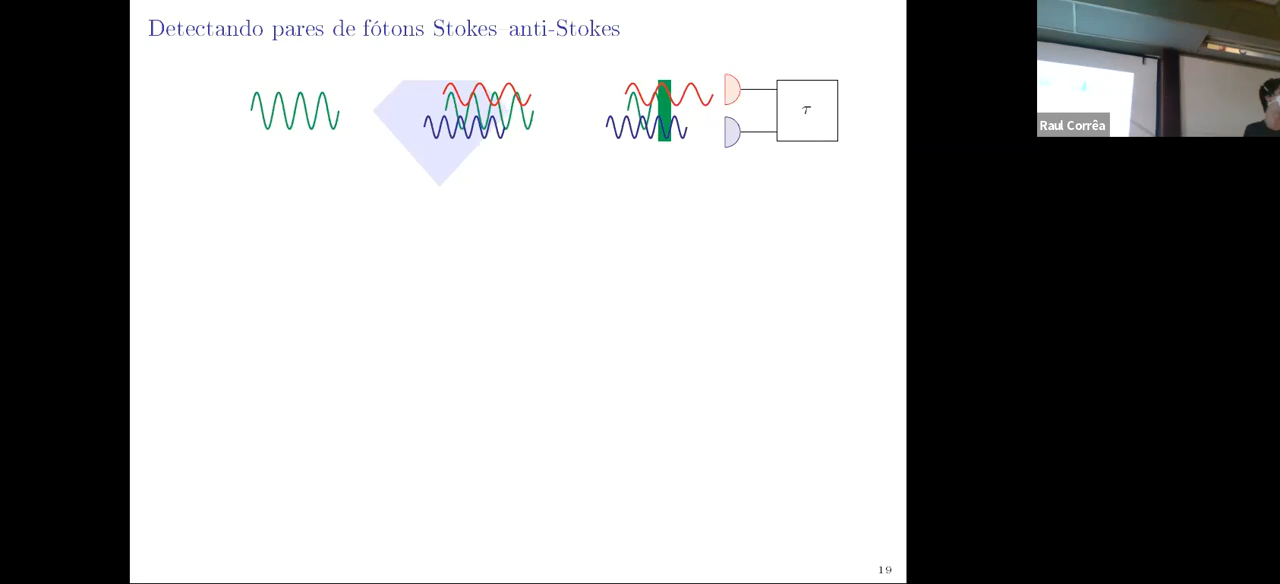 Detectando pares de fótons Stokes–anti-Stokes
τ
Raul Corrêa
19